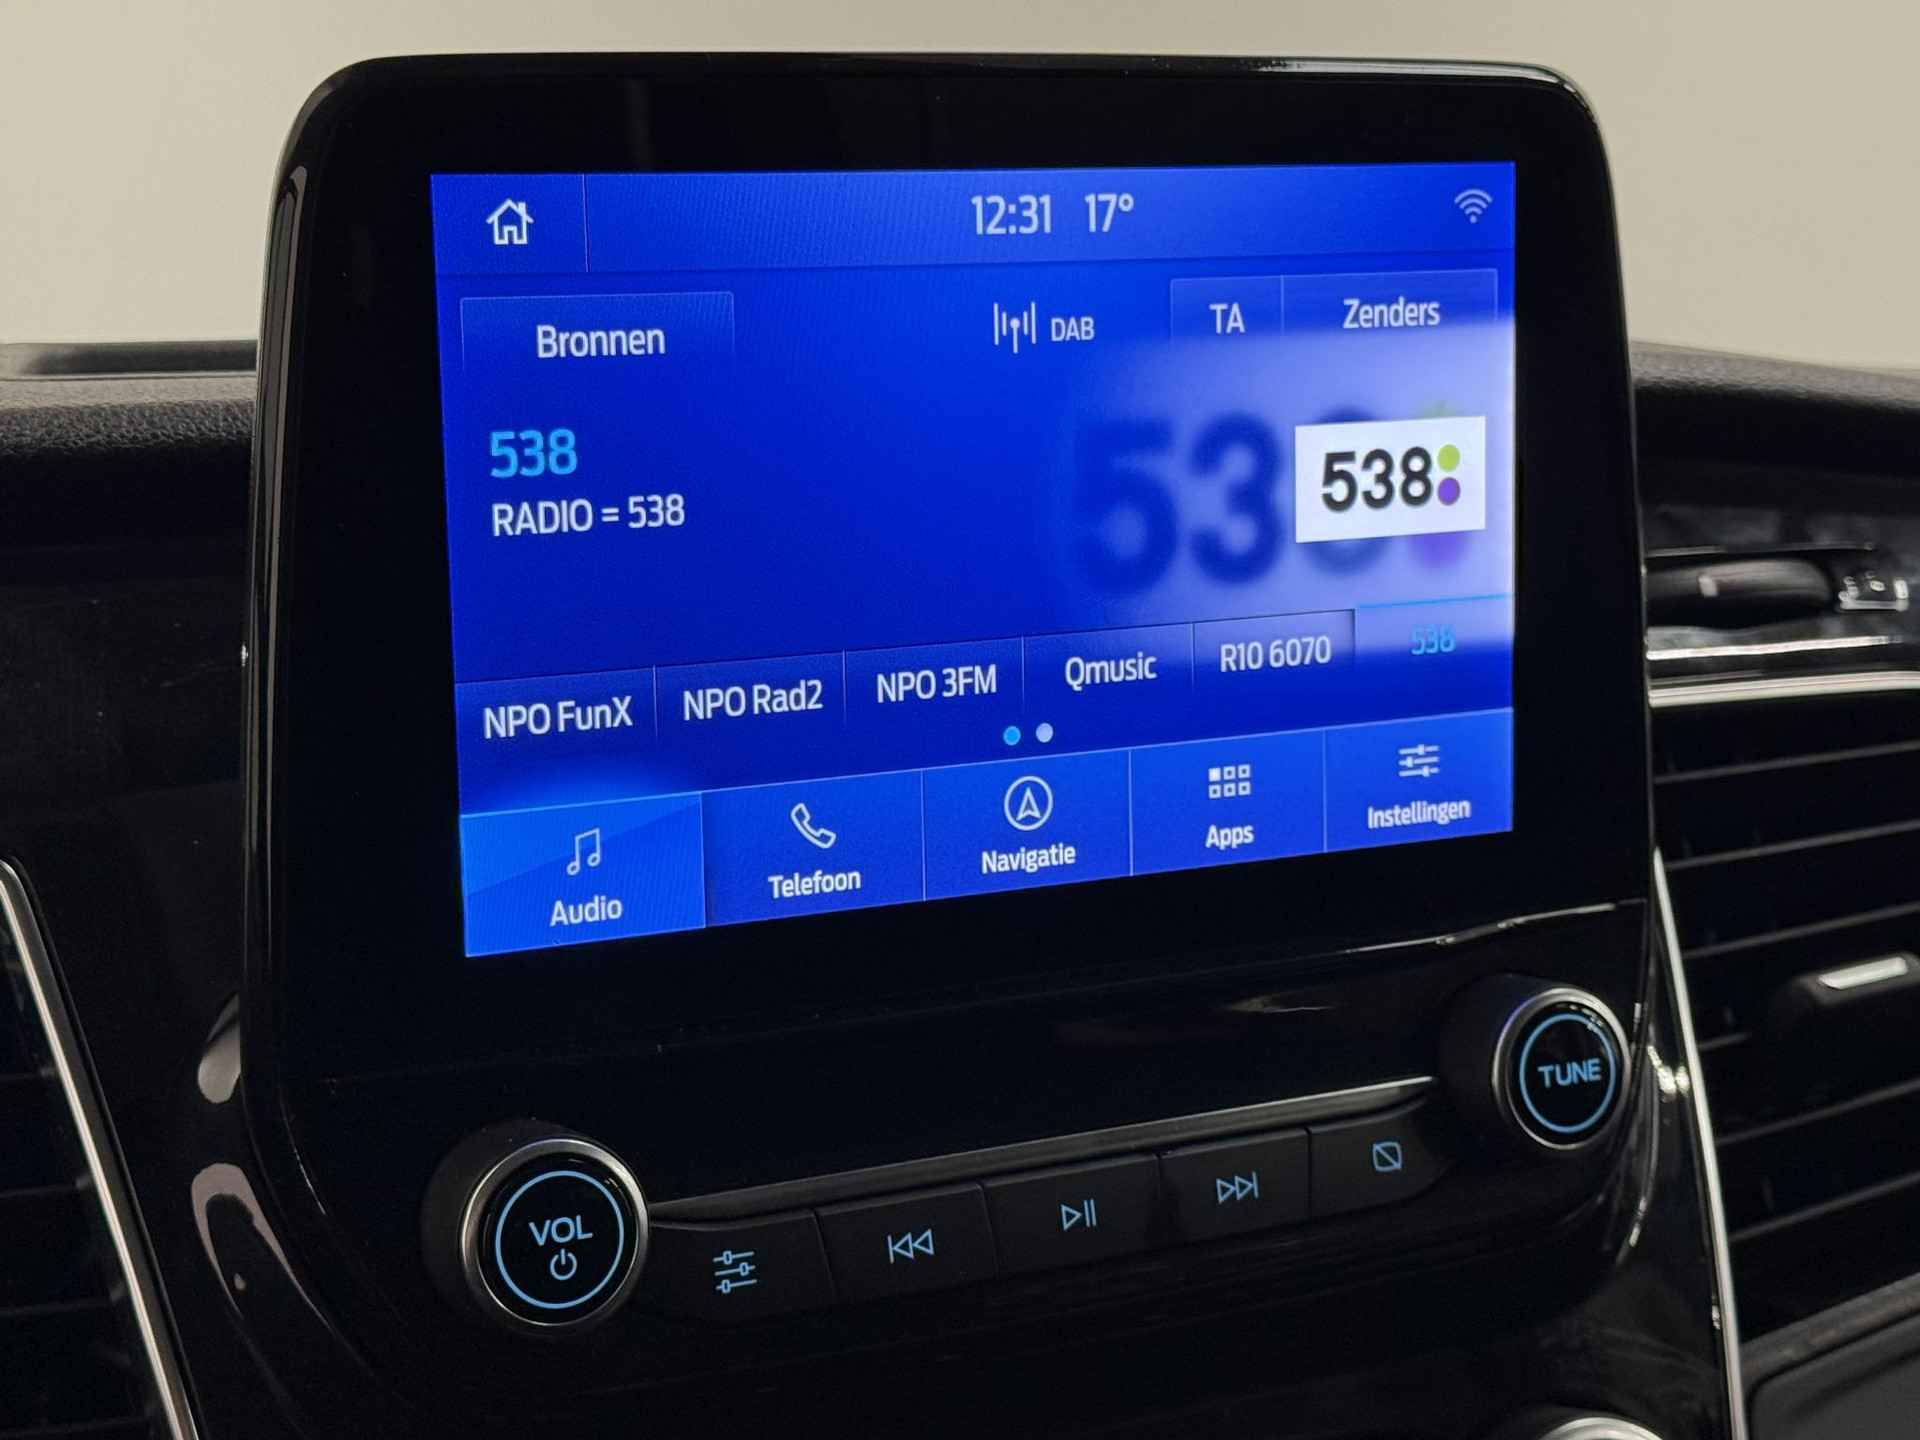 12:31 17°
Bronnen
DAB
TA
Zenders
538
RADIO = 538
538
538
NPO FunX
NPO Rad2
NPO 3FM
Qmusic
R10 6070
538
Audio
Telefoon
Navigatie
Apps
Instellingen
TUNE
VOL